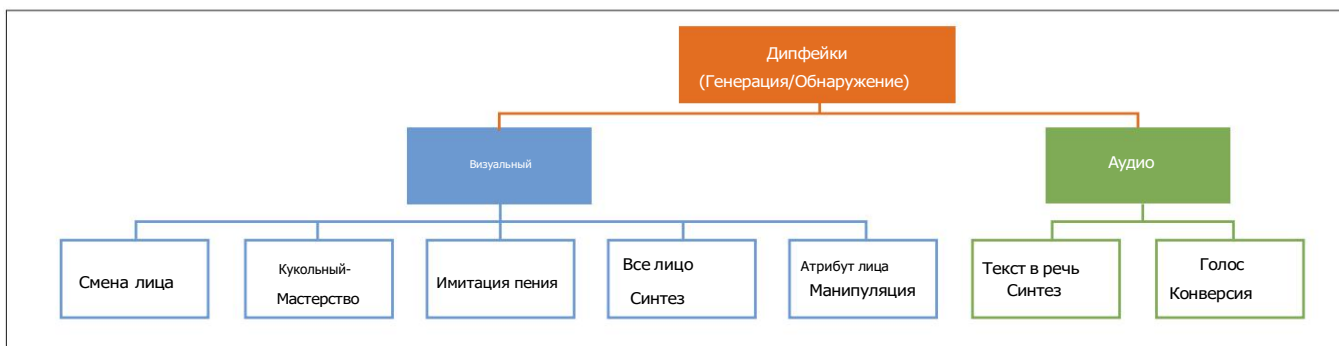 Дипфейки
(Генерация/Обнаружение)
Визуальный
Аудио
Смена лица
Кукольный-
Мастерство
Имитация пения
Все лицо
Синтез
Атрибут лица
Манипуляция
Текст в речь
Синтез
Голос
Конверсия